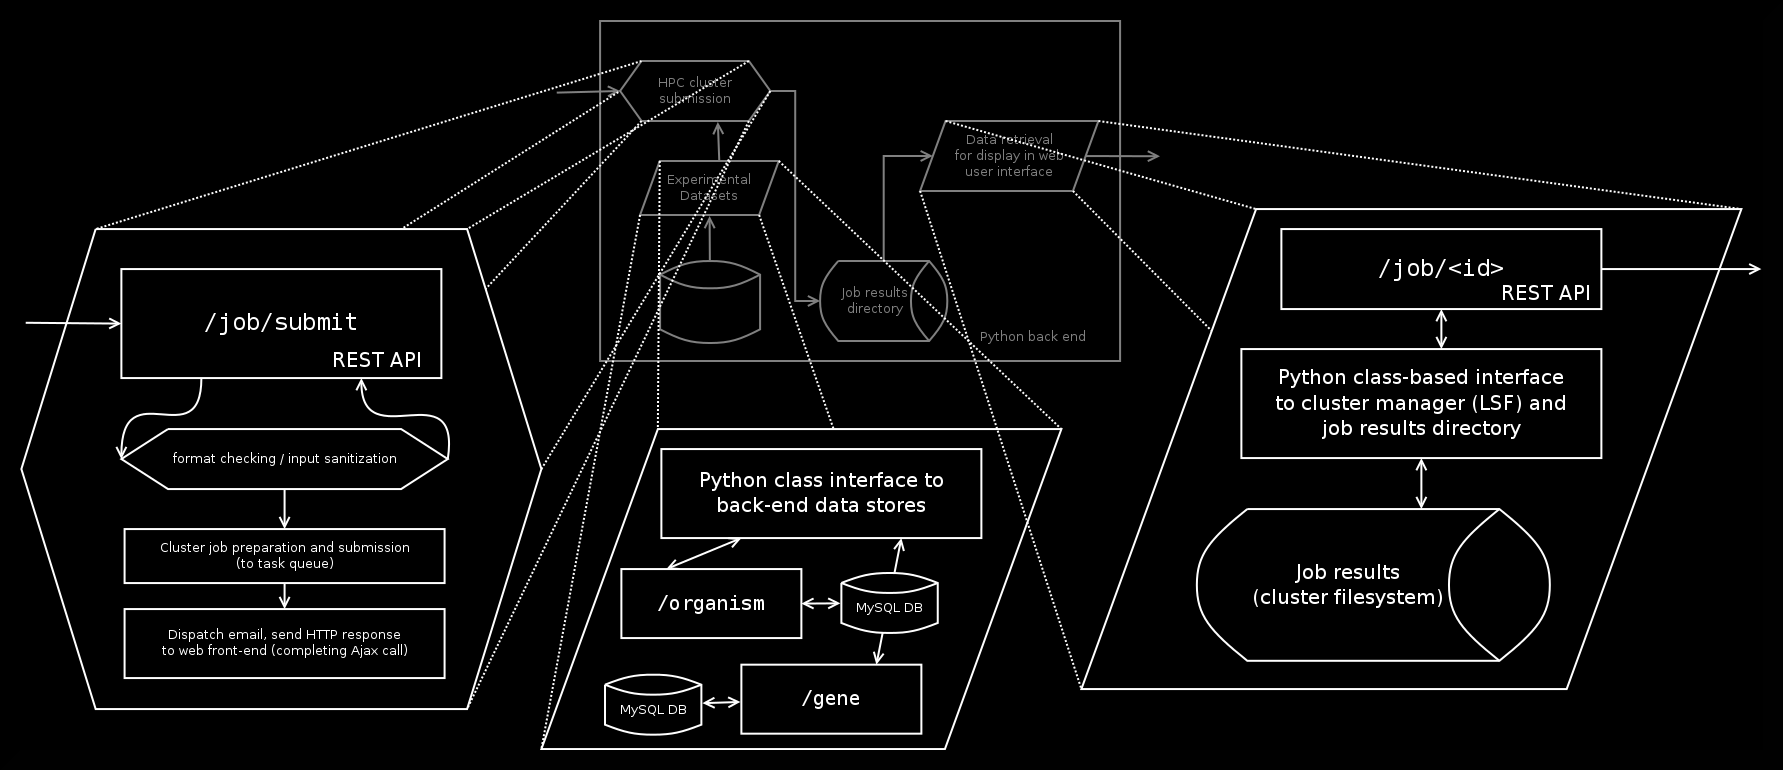 HPC cluster
submission
Data retrieval
for display in web
user interface
Experimental
Datasets
Job results
directory
Python back end
/job/submit
REST API
format checking / input sanitization
Cluster job preparation and submission
(to task queue)
Dispatch email, send HTTP response
to web front-end (completing Ajax call)
Python class interface to
back-end data stores
/organism
MySQL DB
/gene
MySQL DB
/job/<id>
REST API
Python class-based interface
to cluster manager (LSF) and
job results directory
Job results
(cluster filesystem)